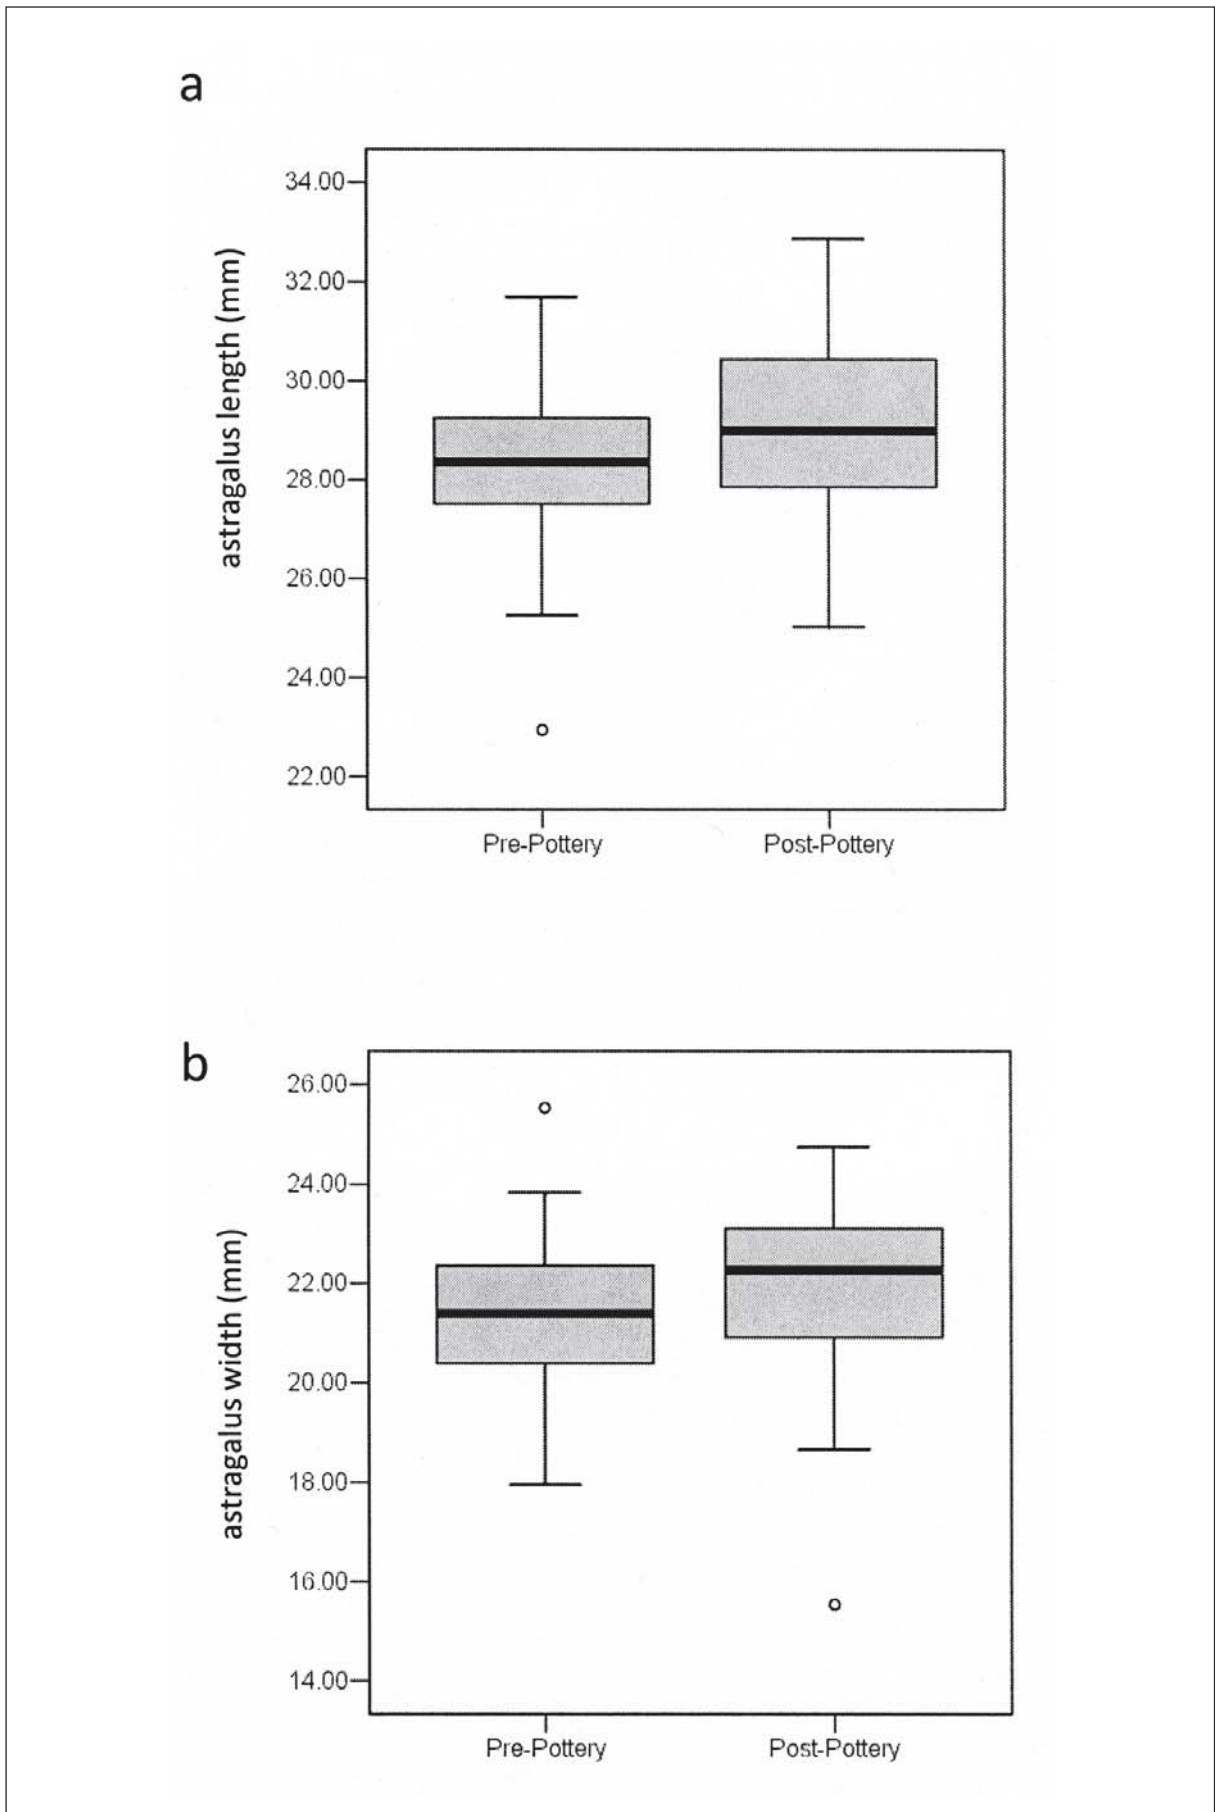 a
astragalus length (mm)
34.00
32.00
30.00
28.00
26.00
24.00
22.00
Pre-Pottery
Post-Pottery
b
astragalus width (mm)
26.00
24.00
22.00
20.00
18.00
16.00
14.00
Pre-Pottery
Post-Pottery